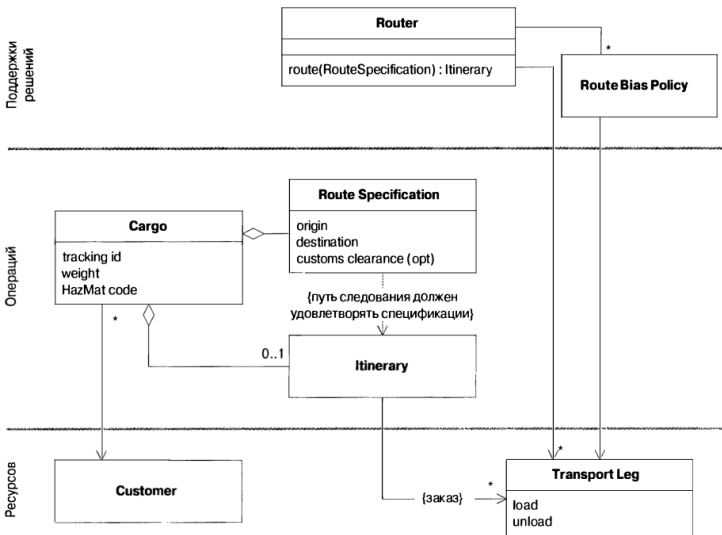 Поддержки
решений
Router
route(RouteSpecification) : Itinerary
*
Route Bias Policy
Операций
Route Specification
origin
destination
customs clearance (opt)
Cargo
tracking id
weight
HazMat code
{путь следования должен
удовлетворять спецификации}
*
0..1
Itinerary
Ресурсов
Customer
{заказ}
*
*
Transport Leg
load
unload